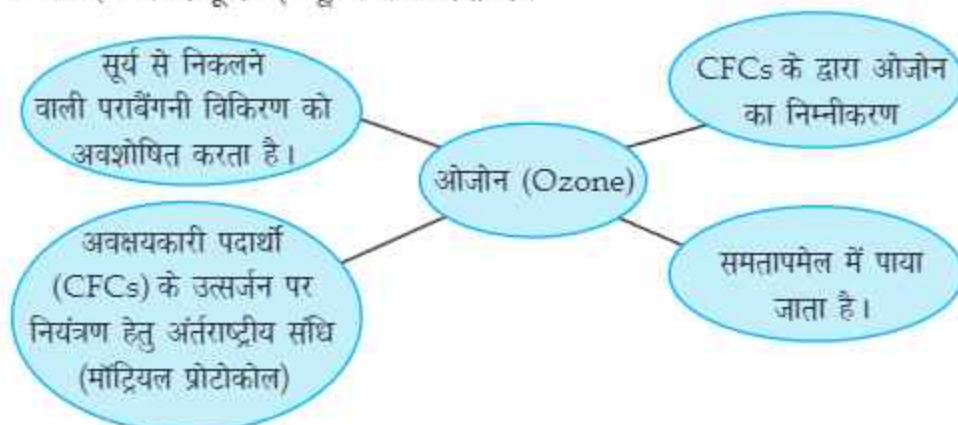 सूर्य से निकलने
वाली पराबैंगनी विकिरण को
अवशोषित करता है।
CFCs के द्वारा ओजोन
का निम्नीकरण
ओजोन (Ozone)
अवक्षयकारी पदार्थो
(CFCs) के उत्सर्जन पर
नियंत्रण हेतु अंर्तराष्ट्रीय संधि
(मॉट्रियल प्रोटोकोल)
समतापमेल में पाया
जाता है।